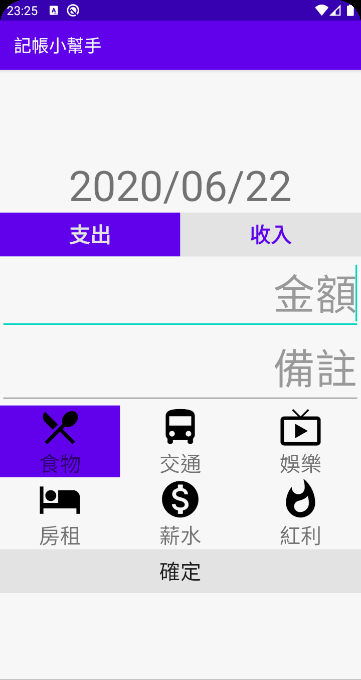 23:25
記帳小幫手
2020/06/22
支出 收入
金額
備註
食物 交通 娛樂
房租 薪水 紅利
確定